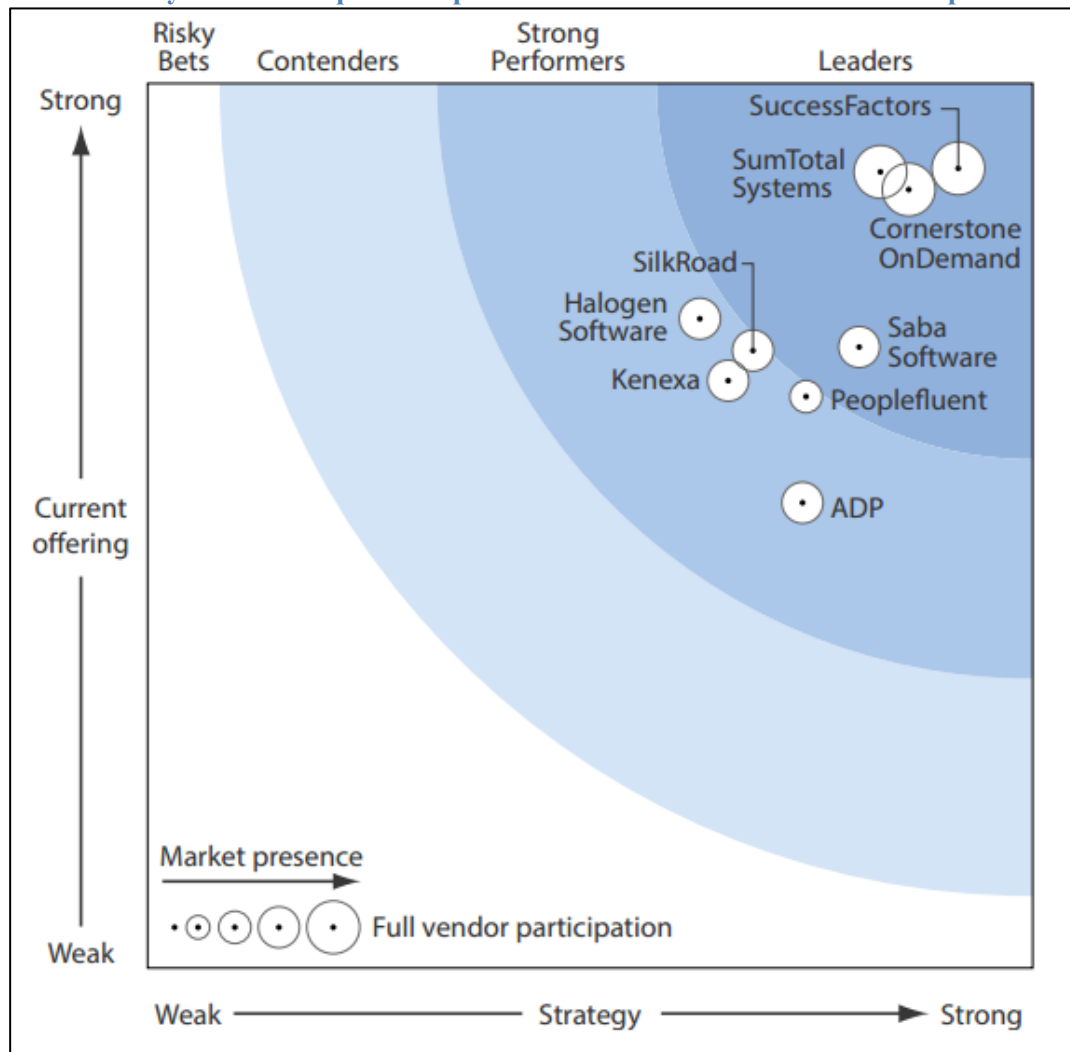 Risky
Bets
Contenders
Strong
Performers
Leaders
Strong
SuccessFactors
SumTotal
Systems
Cornerstone
OnDemand
SilkRoad
Halogen
Software
Saba
Software
Kenexa
Peoplefluent
Current
offering
ADP
Market presence
Full vendor participation
Weak
Weak
Strategy
Strong